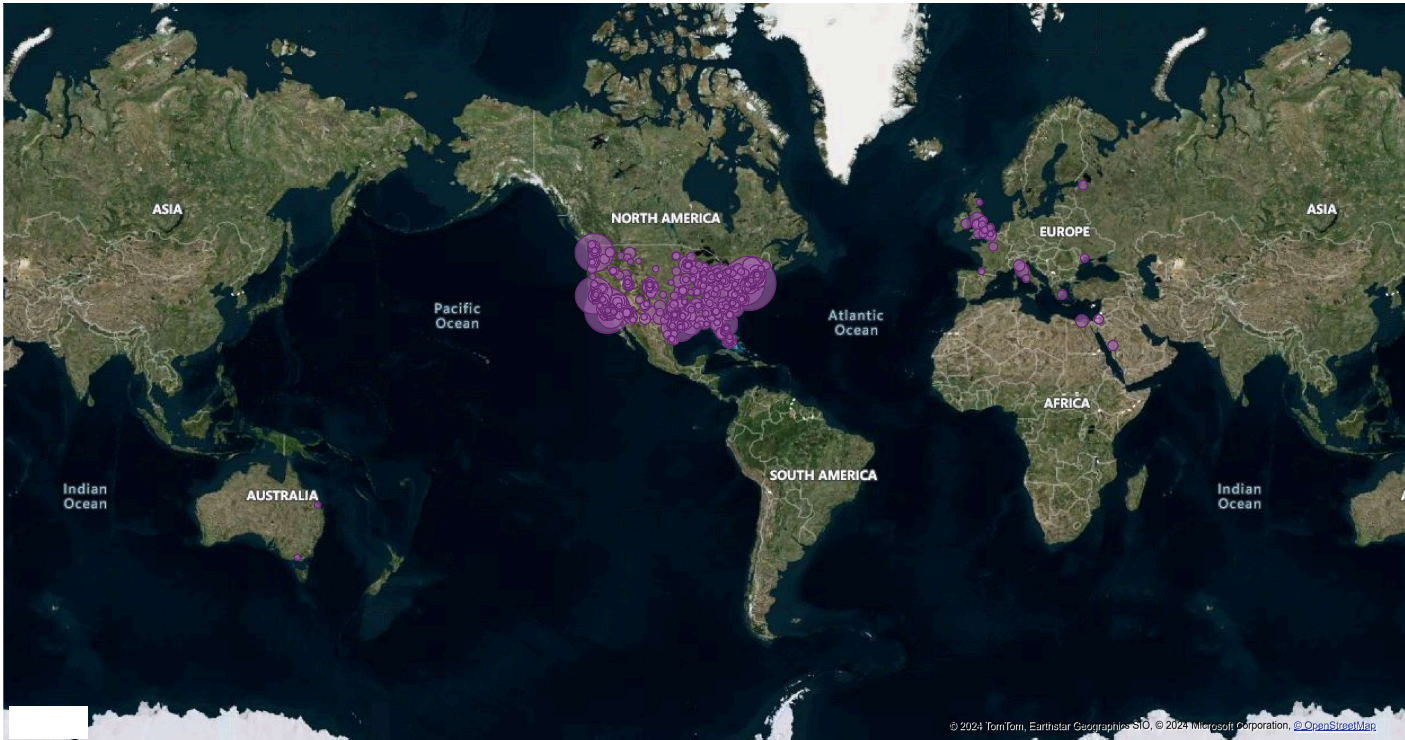 ASIA
NORTH AMERICA
ASIA
EUROPE
Pacific
Ocean
Atlantic
Ocean
AFRICA
SOUTH AMERICA
Indian
Ocean
AUSTRALIA
Indian
Ocean
A
© 2024 TomTom, Earthstar Geographics SIO, © 2024 Microsoft Corporation, © OpenStreetMap